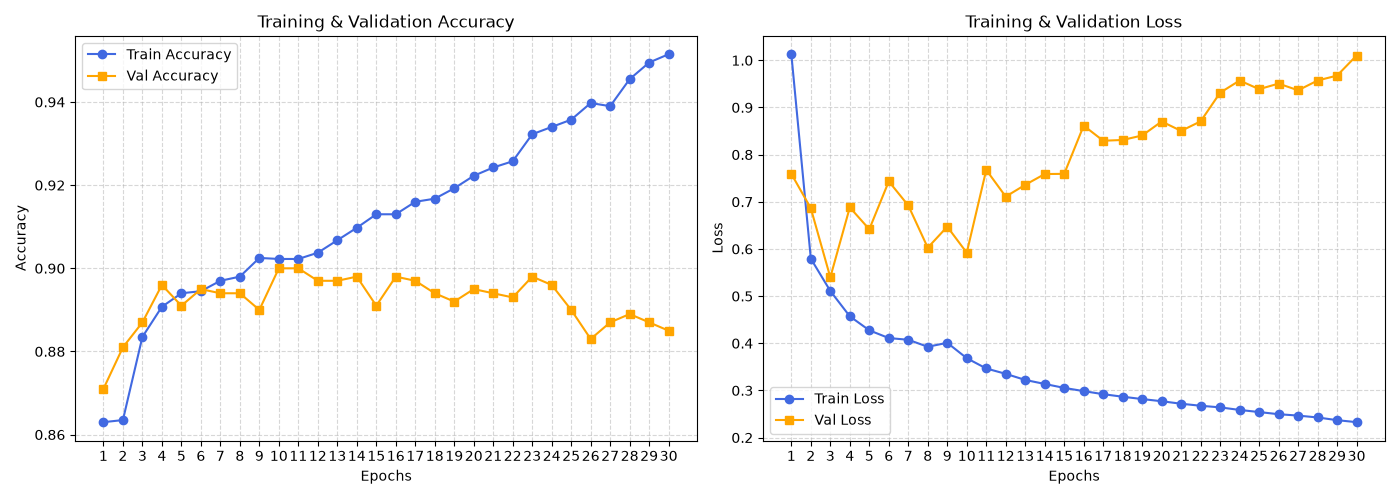 Training & Validation Accuracy
Train Accuracy
Val Accuracy
0.94
0.92
0.90
0.88
0.86
Accuracy
1 2 3 4 5 6 7 8 9 10 11 12 13 14 15 16 17 18 19 20 21 22 23 24 25 26 27 28 29 30
Epochs
Training & Validation Loss
1.0
0.9
0.8
0.7
0.6
0.5
0.4
0.3
0.2
Loss
Train Loss
Val Loss
1 2 3 4 5 6 7 8 9 10 11 12 13 14 15 16 17 18 19 20 21 22 23 24 25 26 27 28 29 30
Epochs